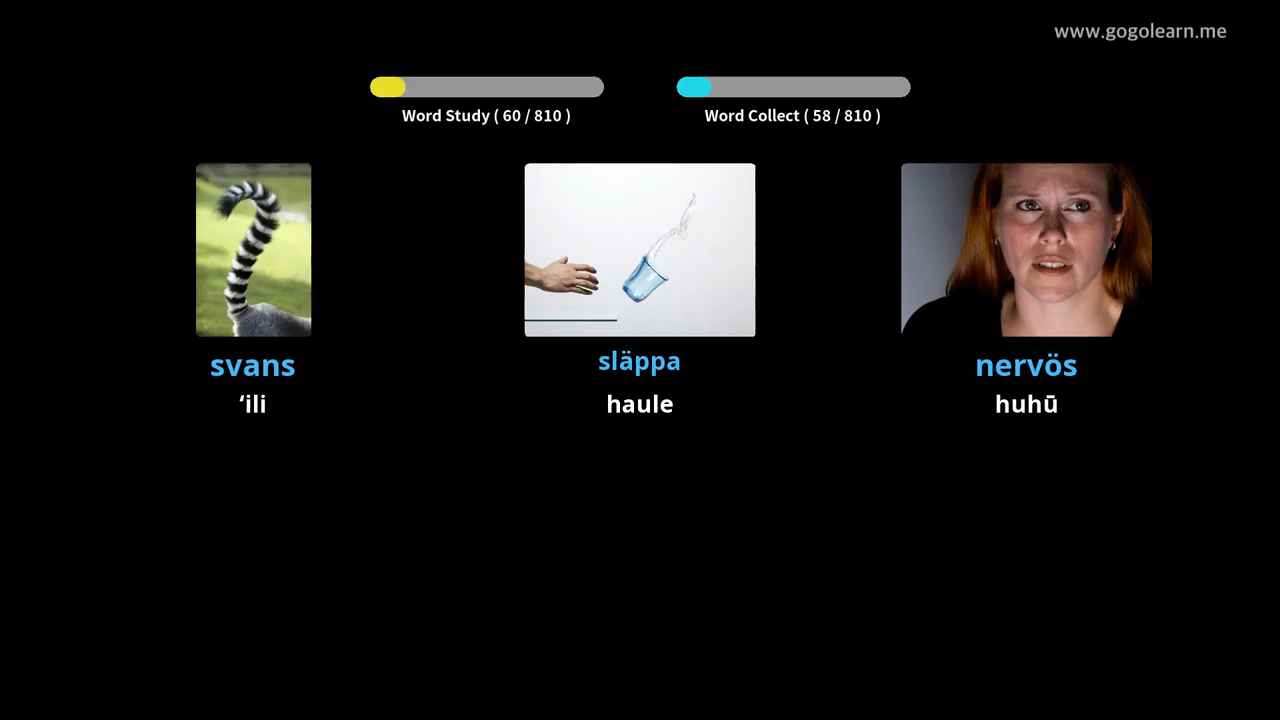 www.gogolearn.me
Word Study ( 60 / 810 )
Word Collect ( 58 / 810 )
svans
släppa
nervös
‘ili
haule
huhū